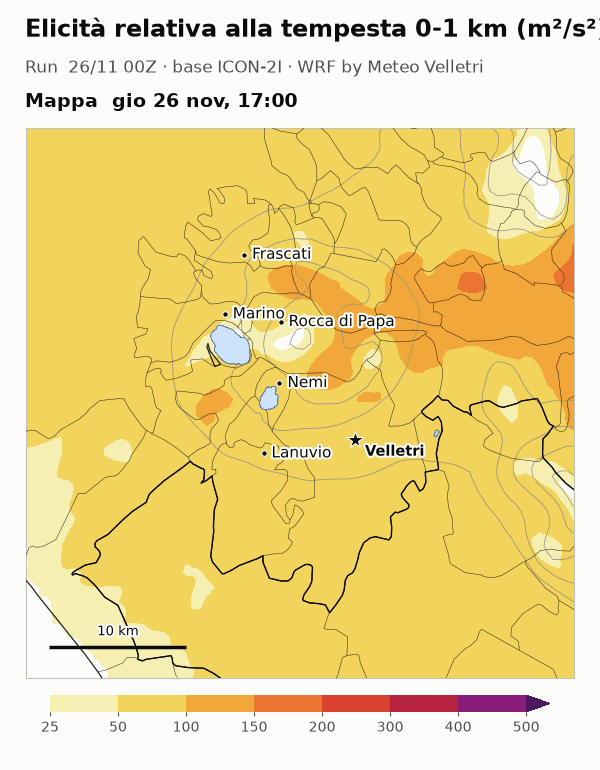 Elicità relativa alla tempesta 0-1 km (m²/s²)
Run 26/11 00Z · base ICON-2I · WRF by Meteo Velletri
Mappa gio 26 nov, 17:00
Frascati
Marino
Rocca di Papa
Nemi
Velletri
Lanuvio
10 km
25 50 100 150 200 300 400 500